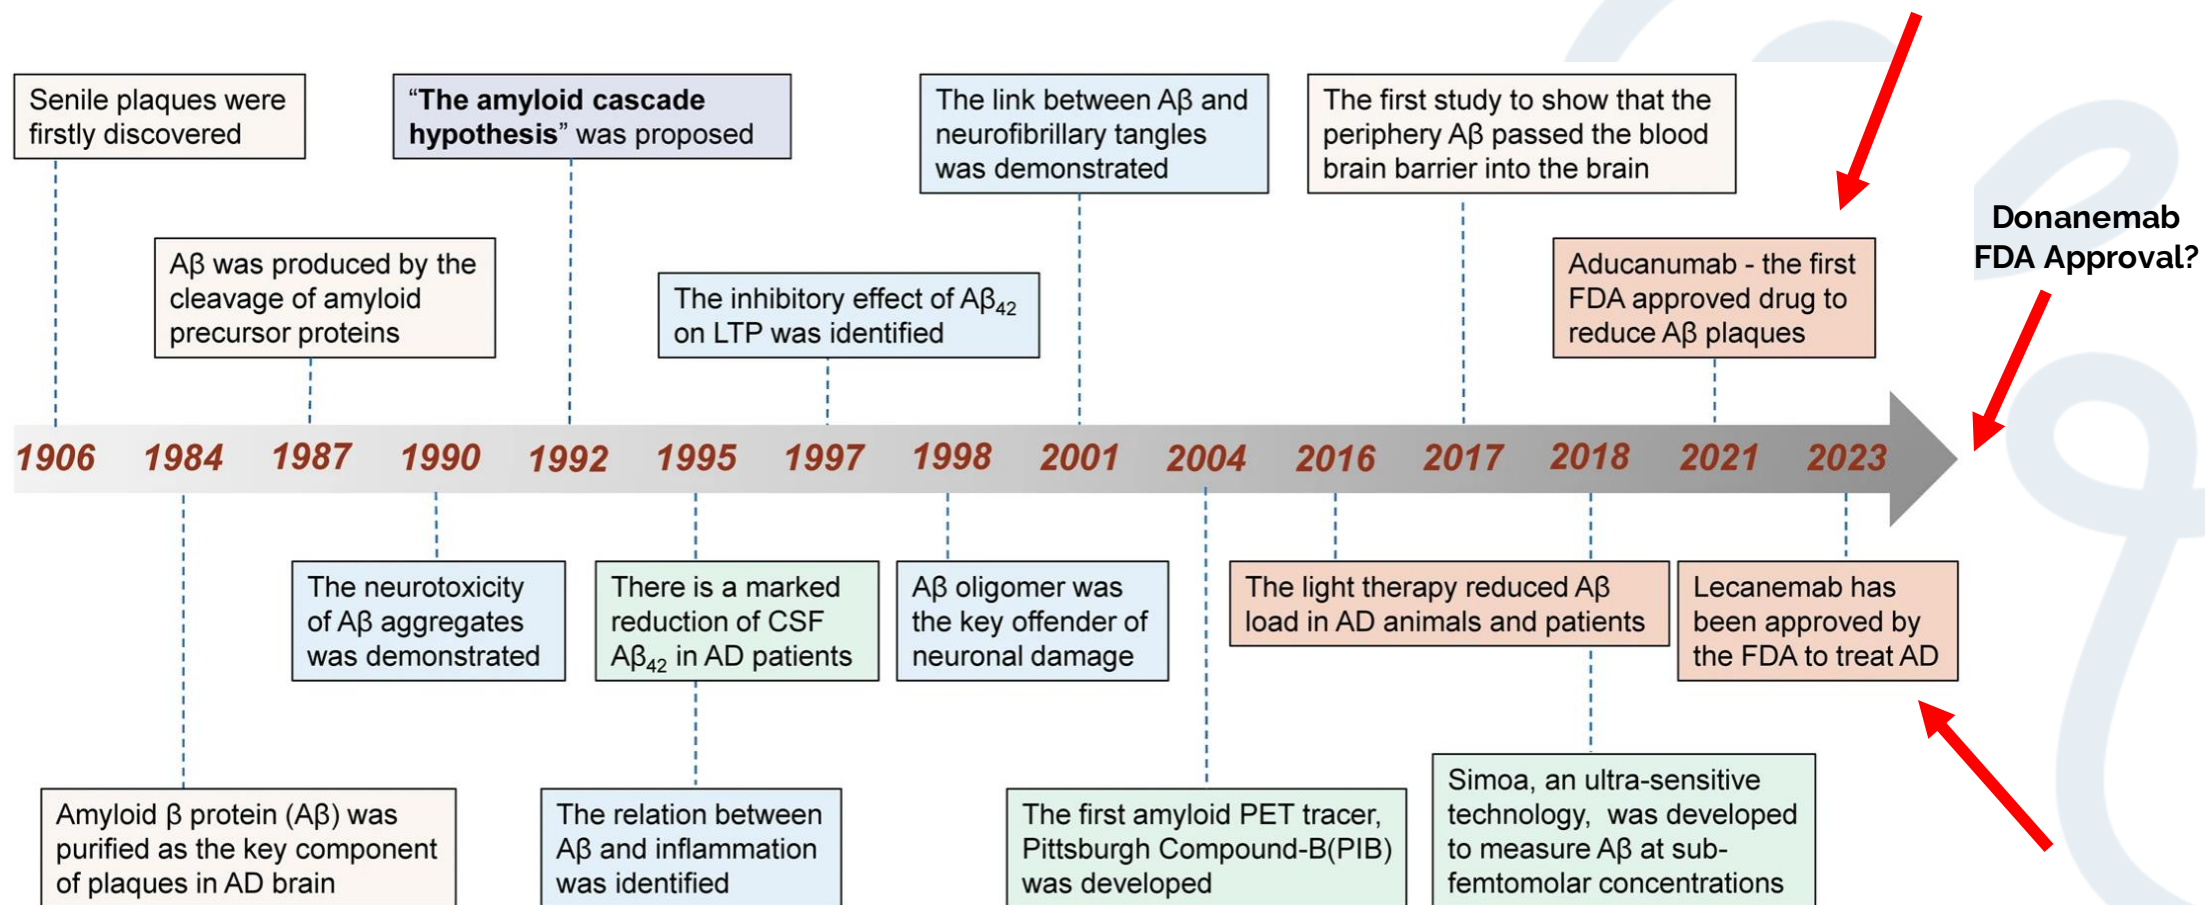 Senile plaques were
firstly discovered
“The amyloid cascade
hypothesis” was proposed
The link between Aβ and
neurofibrillary tangles
was demonstrated
The first study to show that the
periphery Aβ passed the blood
brain barrier into the brain
Donanemab
FDA Approval?
Aβ was produced by the
cleavage of amyloid
precursor proteins
The inhibitory effect of Aβ₄₂
on LTP was identified
Aducanumab - the first
FDA approved drug to
reduce Aβ plaques
1906 1984 1987 1990 1992 1995 1997 1998 2001 2004 2016 2017 2018 2021 2023
The neurotoxicity
of Aβ aggregates
was demonstrated
There is a marked
reduction of CSF
Aβ₄₂ in AD patients
Aβ oligomer was
the key offender of
neuronal damage
The light therapy reduced Aβ
load in AD animals and patients
Lecanemab has
been approved by
the FDA to treat AD
Amyloid β protein (Aβ) was
purified as the key component
of plaques in AD brain
The relation between
Aβ and inflammation
was identified
The first amyloid PET tracer,
Pittsburgh Compound-B(PIB)
was developed
Simoa, an ultra-sensitive
technology, was developed
to measure Aβ at sub-
femtomolar concentrations